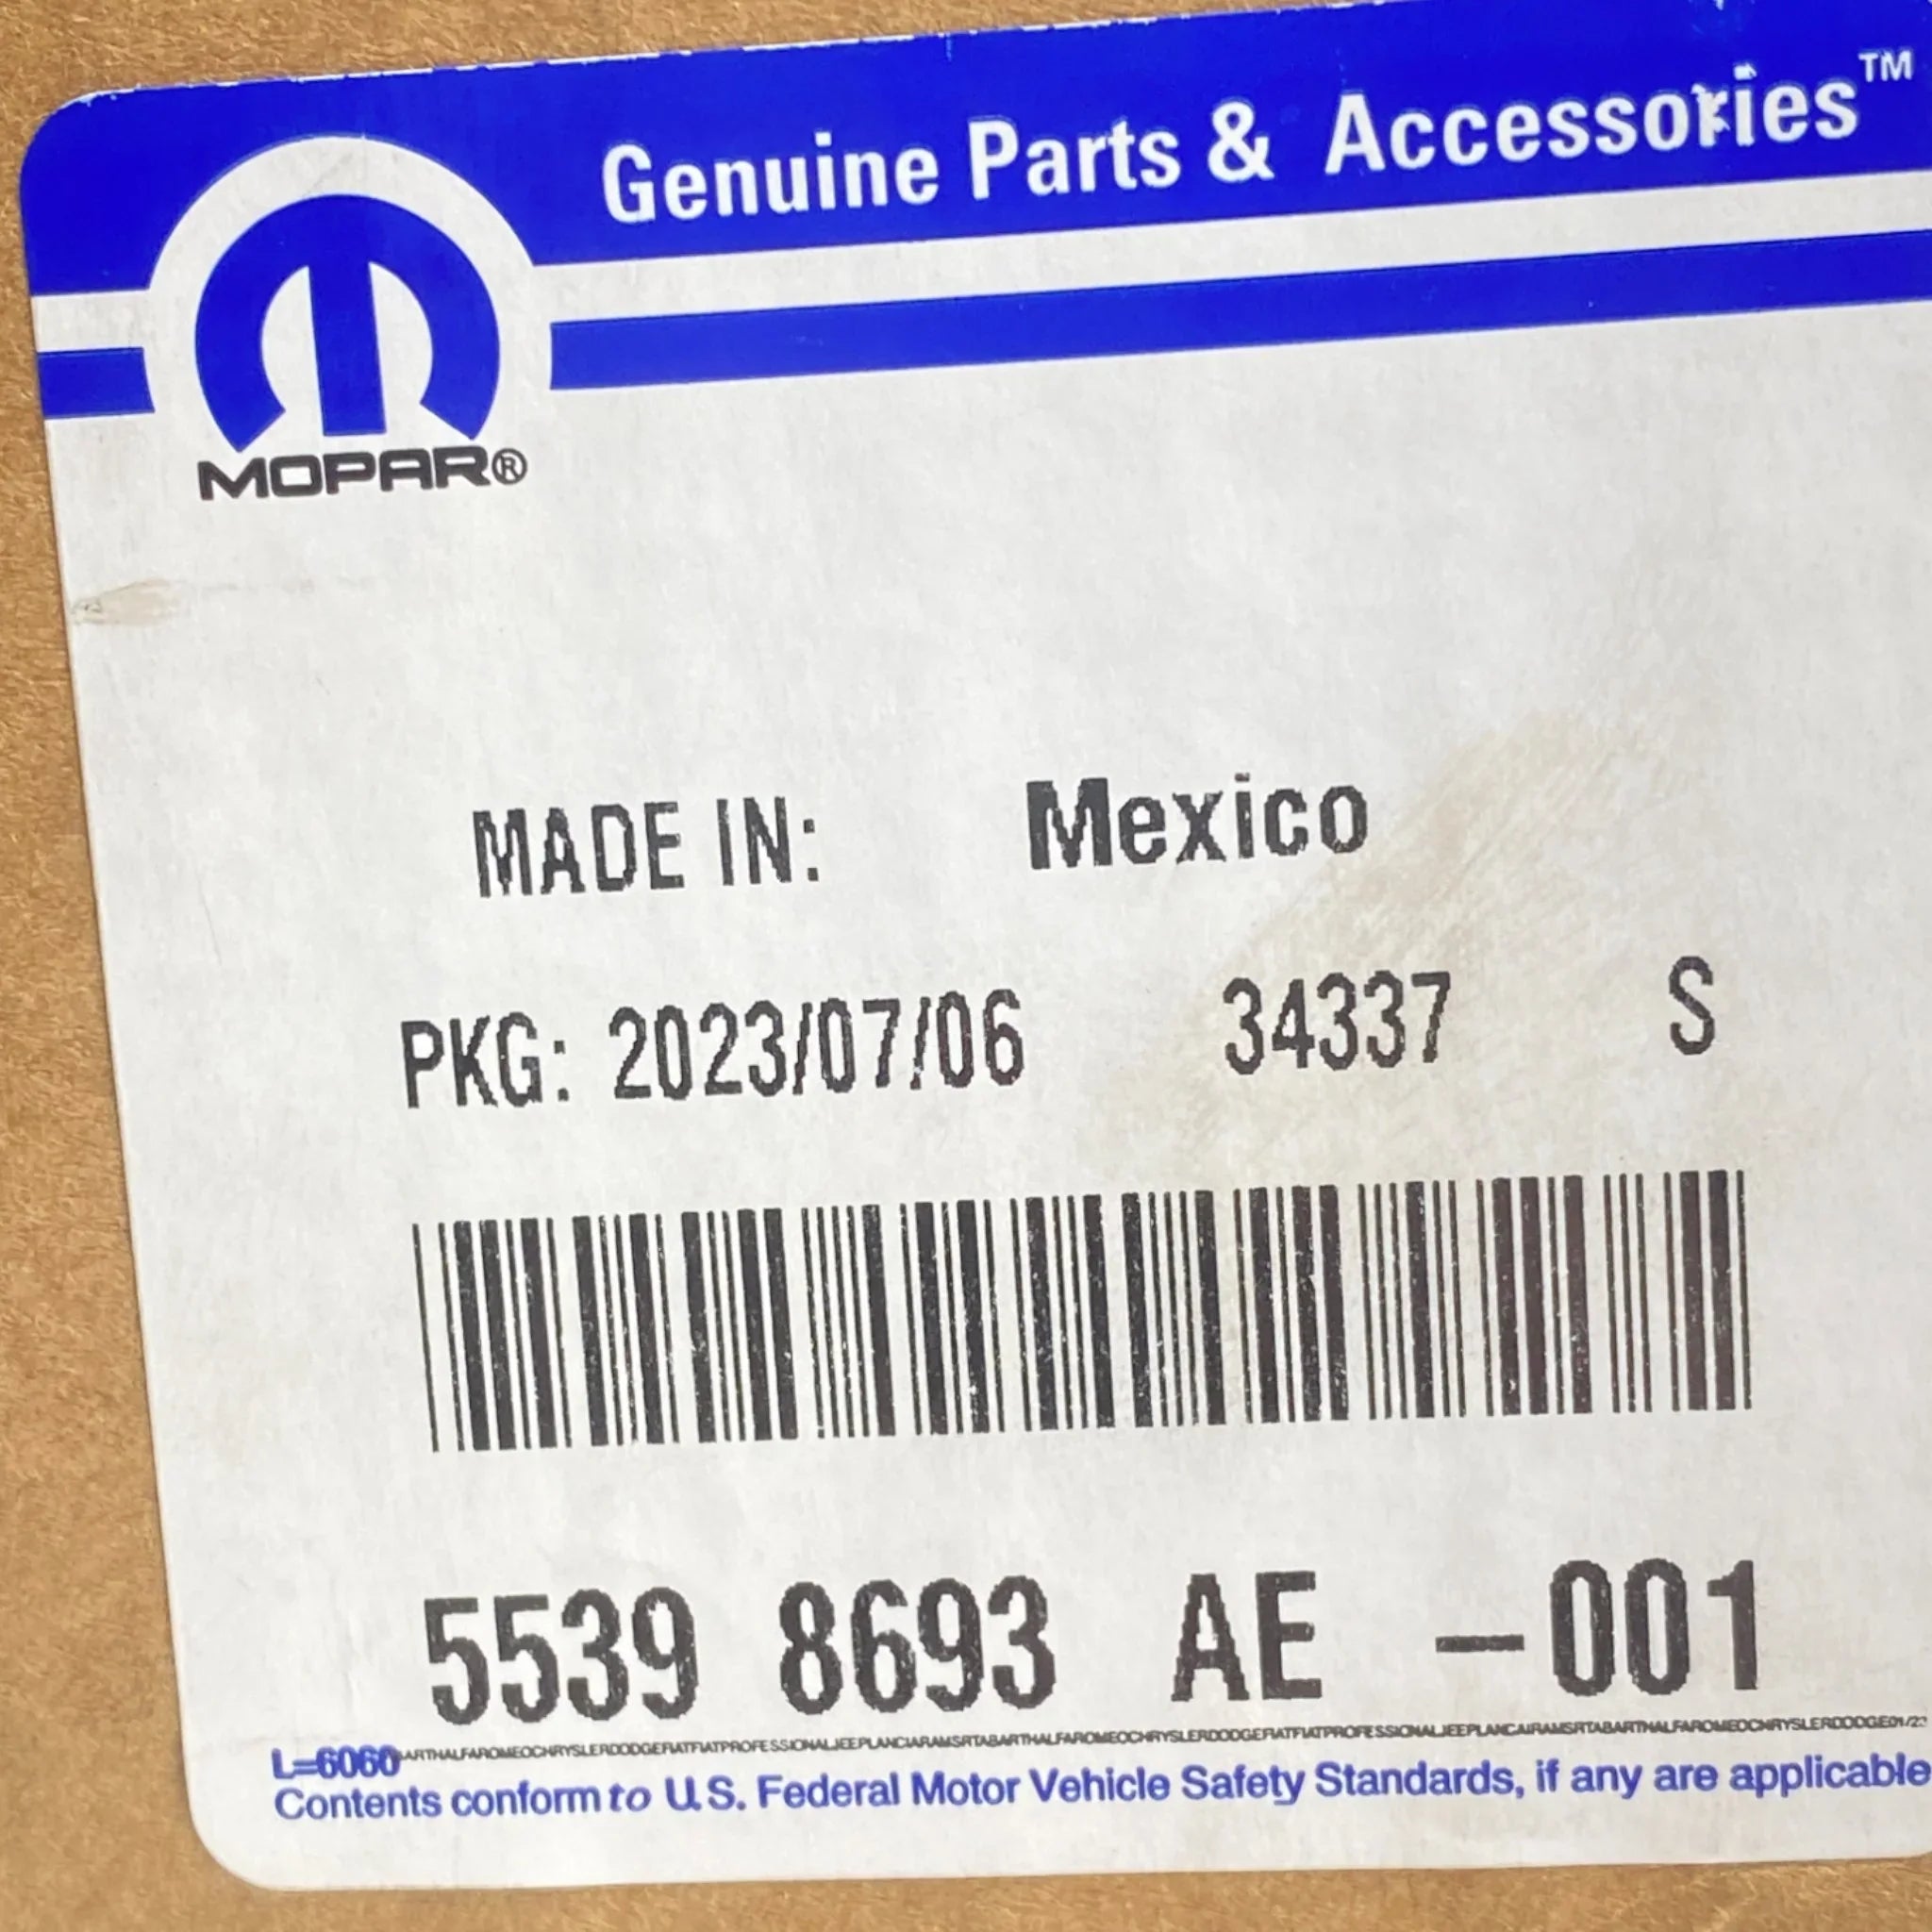 Genuine Parts & Accessories™
MOPAR®
MADE IN: Mexico
PKG: 2023/07/06 34337 S
5539 8693 AE -001
L=6060
Contents conform to U.S. Federal Motor Vehicle Safety Standards, if any are applicable